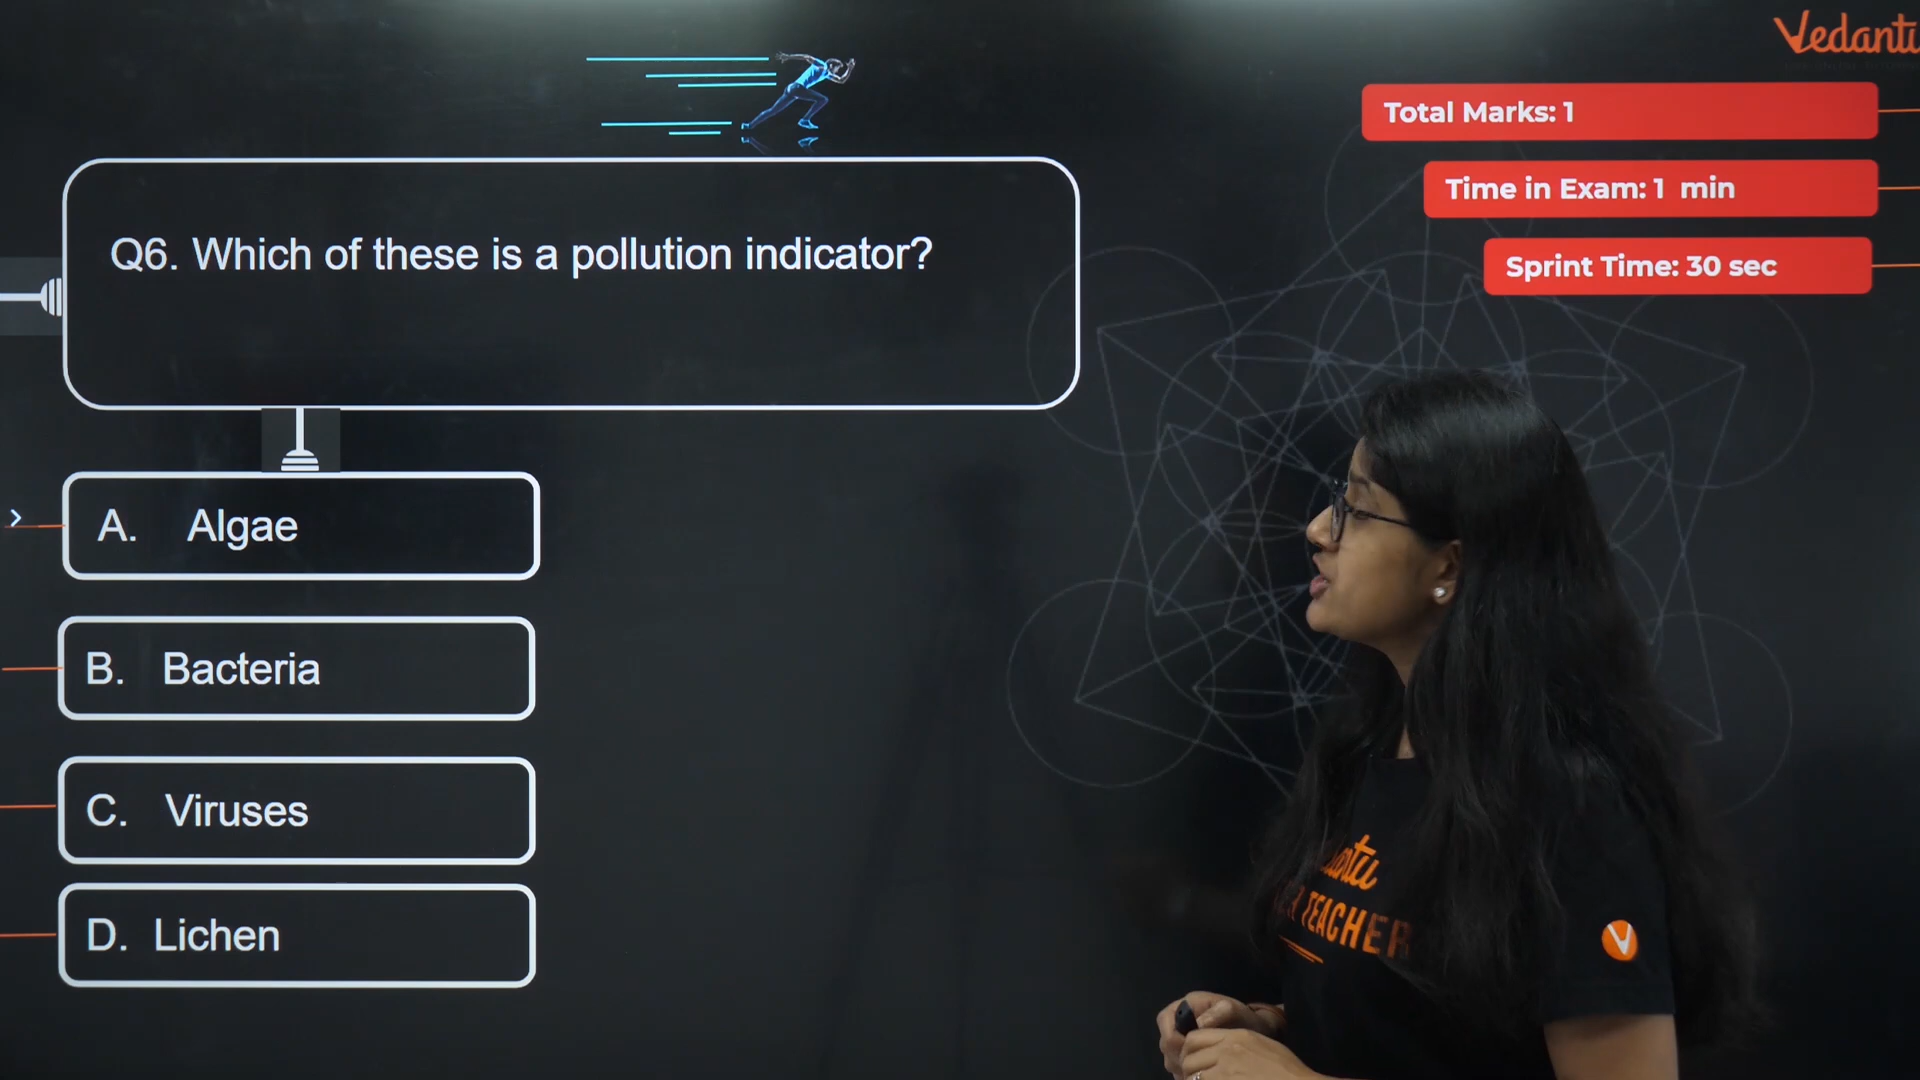 Vedantu
Total Marks: 1
Time in Exam: 1 min
Sprint Time: 30 sec
Q6. Which of these is a pollution indicator?
A. Algae
B. Bacteria
C. Viruses
D. Lichen
TEACHER